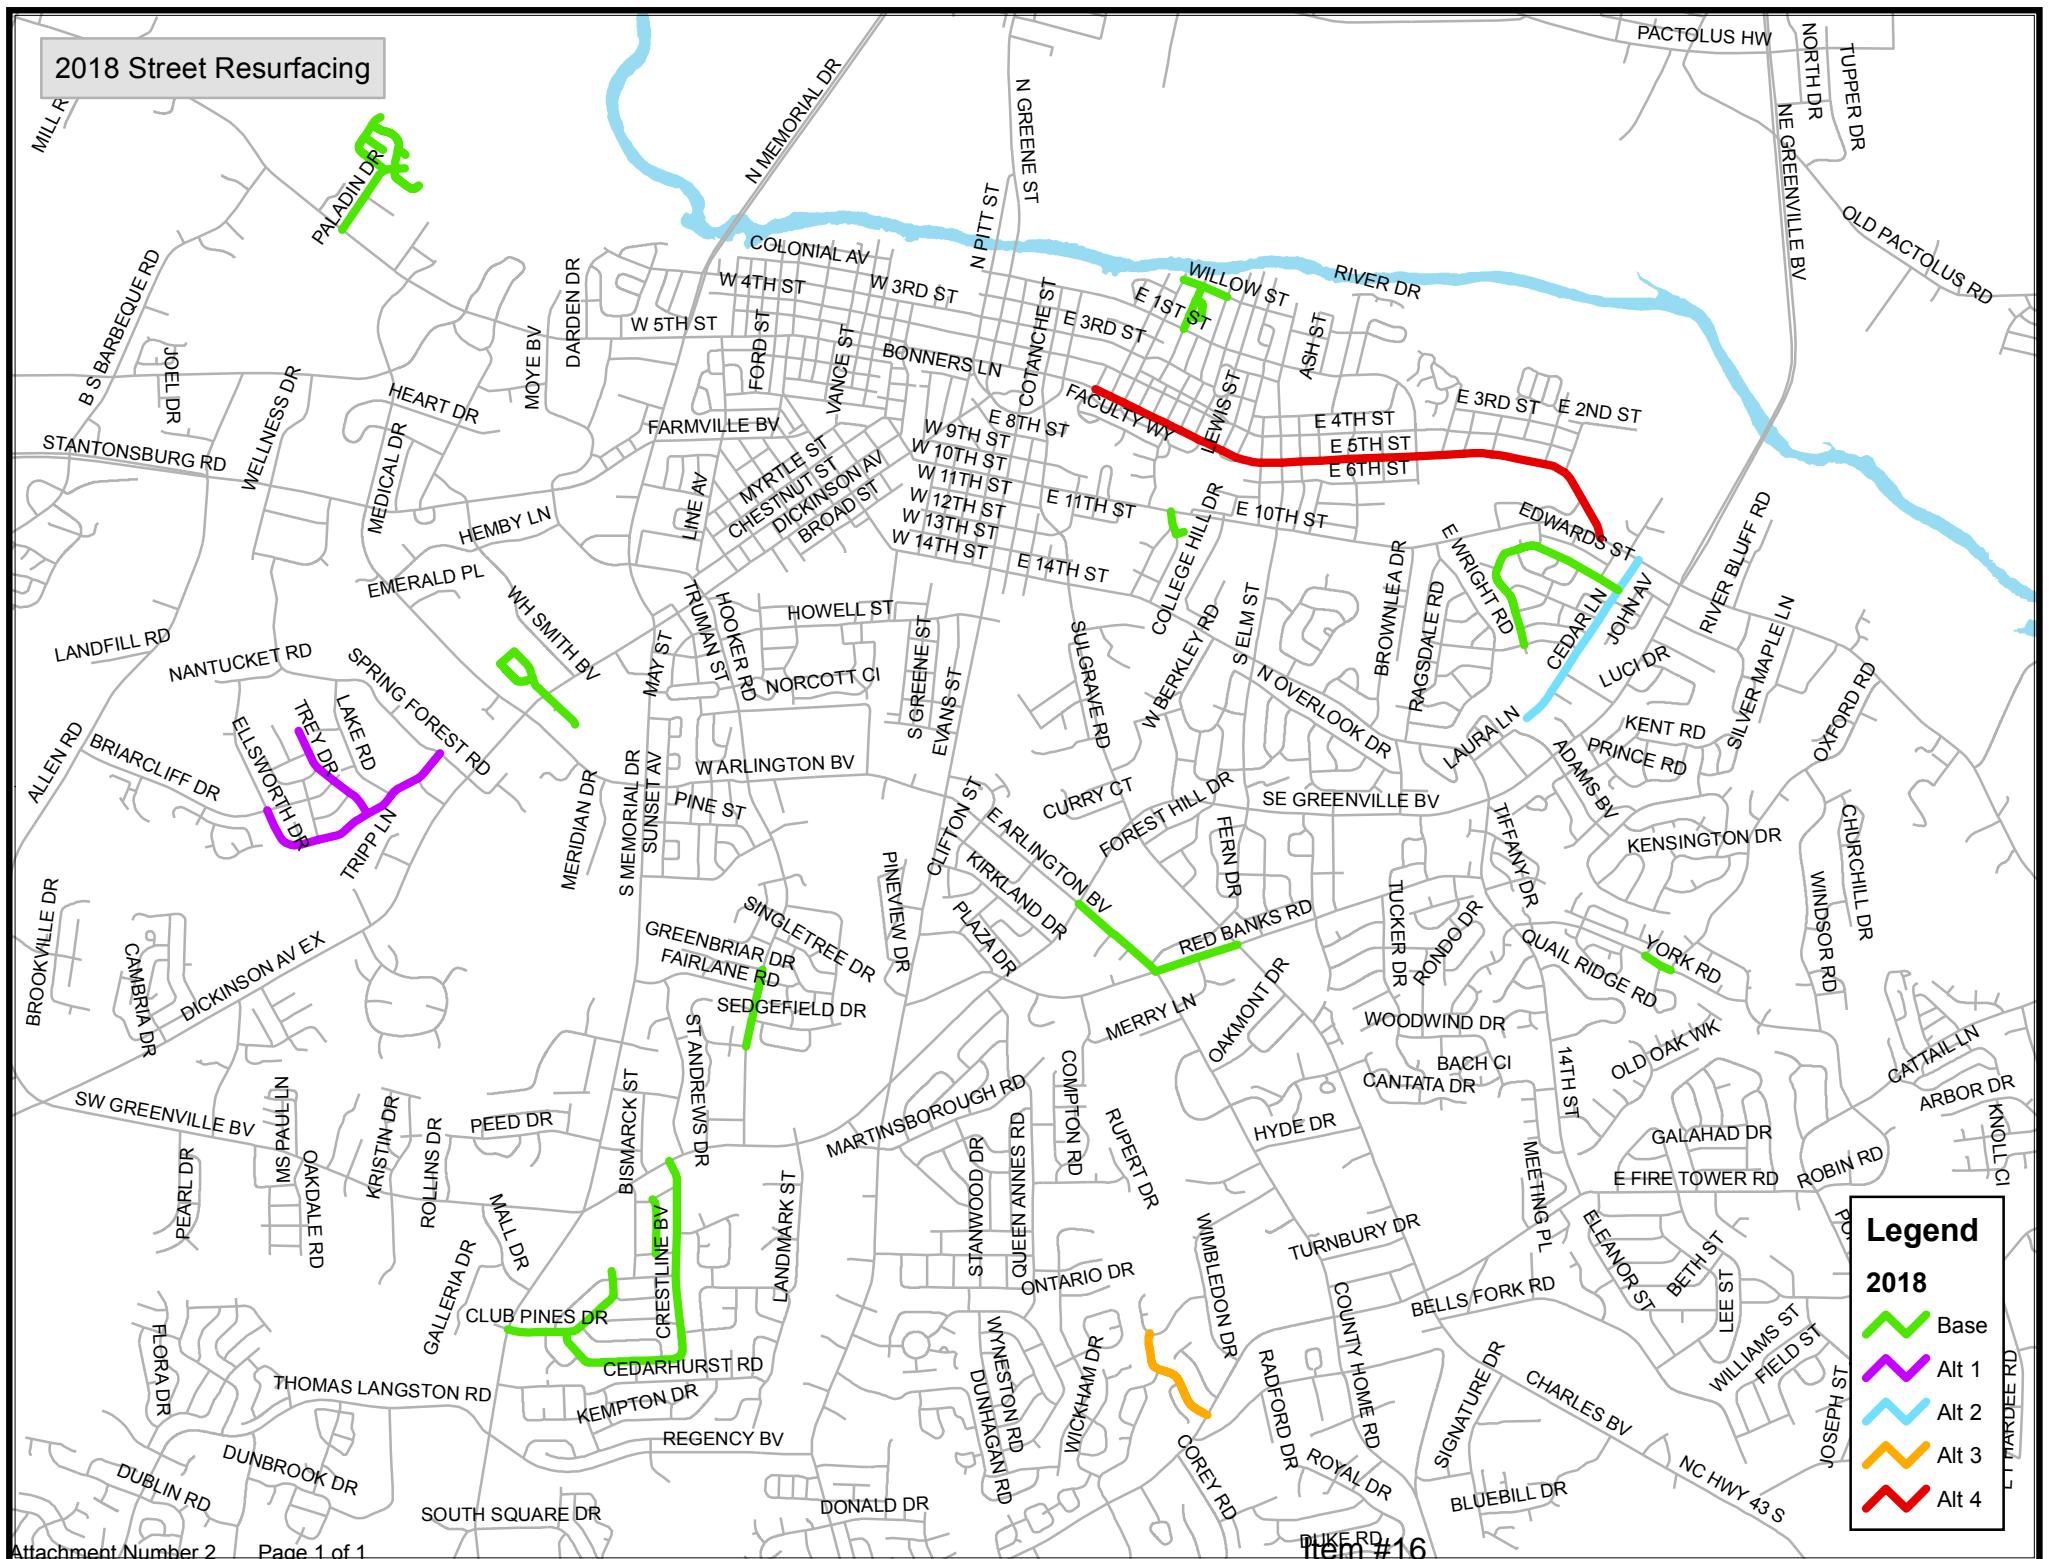 2018 Street Resurfacing
PACTOLUS HW
NORTH DR
TUPPER DR
MILL R
N MEMORIAL DR
N GREENE ST
NE GREENVILLE BV
PALADIN DR
N PITT ST
OLD PACTOLUS RD
COLONIAL AV
W 4TH ST
W 3RD ST
WILLOW ST
RIVER DR
E 1ST ST
E 3RD ST
B S BARBEQUE RD
DARDEN DR
MOYE BV
W 5TH ST
FORD ST
VANCE ST
BONNERS LN
COTANCHE ST
ASH ST
JOEL DR
WELLNESS DR
HEART DR
FACULTY WY
LEWIS ST
E 4TH ST
E 3RD ST
E 2ND ST
E 5TH ST
E 6TH ST
FARMVILLE BV
E 8TH ST
W 9TH ST
W 10TH ST
W 11TH ST
W 12TH ST
W 13TH ST
W 14TH ST
STANTONSBURG RD
MEDICAL DR
LINE AV
MYRTLE ST
CHESTNUT ST
DICKINSON AV
BROAD ST
E 11TH ST
E 10TH ST
E 14TH ST
COLLEGE HILL DR
HEMBY LN
EMERALD PL
EDWARDS ST
E WRIGHT RD
RIVER BLUFF RD
WH SMITH BV
TRUMAN ST
HOOKER RD
HOWELL ST
BROWNLEA DR
RAGSDALE RD
CEDAR LN
JOHN AV
LANDFILL RD
NANTUCKET RD
SPRING FOREST RD
MAY ST
NORCOTT CI
S GREENE ST
EVANS ST
SULGRAVE RD
W BERKLEY RD
S ELM ST
N OVERLOOK DR
LUCI DR
SILVER MAPLE LN
OXFORD RD
ALLEN RD
BRIARCLIFF DR
ELLSWORTH DR
TREY DR
LAKE RD
TRIPP LN
MERIDIAN DR
S MEMORIAL DR
SUNSET AV
W ARLINGTON BV
PINE ST
LAURA LN
KENT RD
PRINCE RD
ADAMS BV
CURRY CT
FOREST HILL DR
SE GREENVILLE BV
TIFFANY DR
KENSINGTON DR
CHURCHILL DR
WINDSOR RD
CLIFTON ST
E ARLINGTON BV
KIRKLAND DR
PLAZA DR
PINEVIEW DR
FERN DR
TUCKER DR
RONDO DR
RED BANKS RD
QUAIL RIDGE RD
YORK RD
BROOKVILLE DR
CAMBRIA DR
DICKINSON AV EX
SINGLETREE DR
GREENBRIAR DR
FAIRLANE RD
SEDGEFIELD DR
ST ANDREWS DR
MERRY LN
OAKMONT DR
WOODWIND DR
BACH CI
CANTATA DR
14TH ST
OLD OAK WK
CATTAIL LN
ARBOR DR
KNOLL CI
SW GREENVILLE BV
PEARL DR
MS PAUL LN
OAKDALE RD
KRISTIN DR
ROLLINS DR
PEED DR
BISMARCK ST
MARTINSBOROUGH RD
COMPTON RD
RUPERT DR
HYDE DR
MEETING PL
GALAHAD DR
E FIRE TOWER RD
ROBIN RD
STANWOOD DR
QUEEN ANNES RD
MALL DR
GALLERIA DR
CRESTLINE BV
LANDMARK ST
WIMBLEDON DR
TURNBURY DR
ELEANOR ST
BETH ST
LEE ST
ONTARIO DR
COUNTY HOME RD
BELLS FORK RD
CLUB PINES DR
FLORA DR
CEDARHURST RD
THOMAS LANGSTON RD
KEMPTON DR
WYNESTON RD
DUNHAGAN RD
WICKHAM DR
RADFORD DR
SIGNATURE DR
CHARLES BV
WILLIAMS ST
FIELD ST
JOSEPH ST
REGENCY BV
DUNBROOK DR
DUBLIN RD
SOUTH SQUARE DR
DONALD DR
COREY RD
ROYAL DR
BLUEBILL DR
NC HWY 43 S
DUKE RD
HARDEE RD
Legend
2018
Base
Alt 1
Alt 2
Alt 3
Alt 4
Attachment Number 2 Page 1 of 1
Item #16